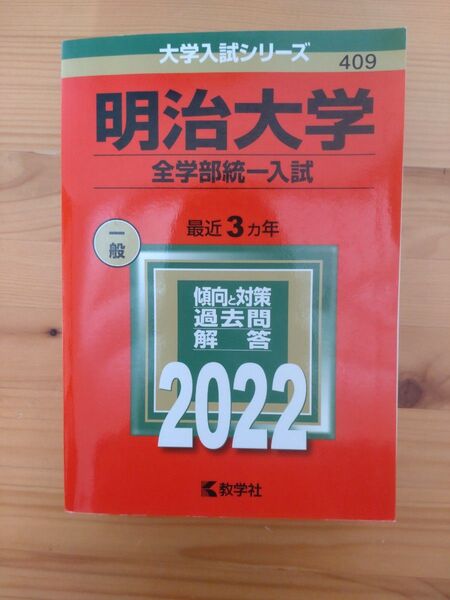 大学入試シリーズ
409
明治大学
全学部統一入試
最近3カ年
一般
傾向と対策
過去問
解答
2022
教学社